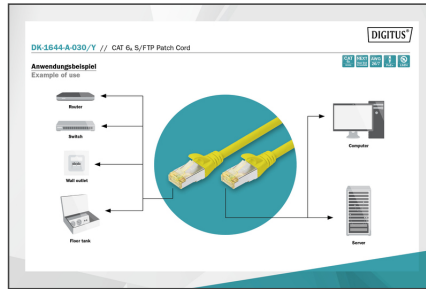 DIGITUS®
DK-1644-A-030/Y // CAT 6A S/FTP Patch Cord
Anwendungsbeispiel
Example of use
Router
Switch
Wall outlet
Floor tank
Computer
Server